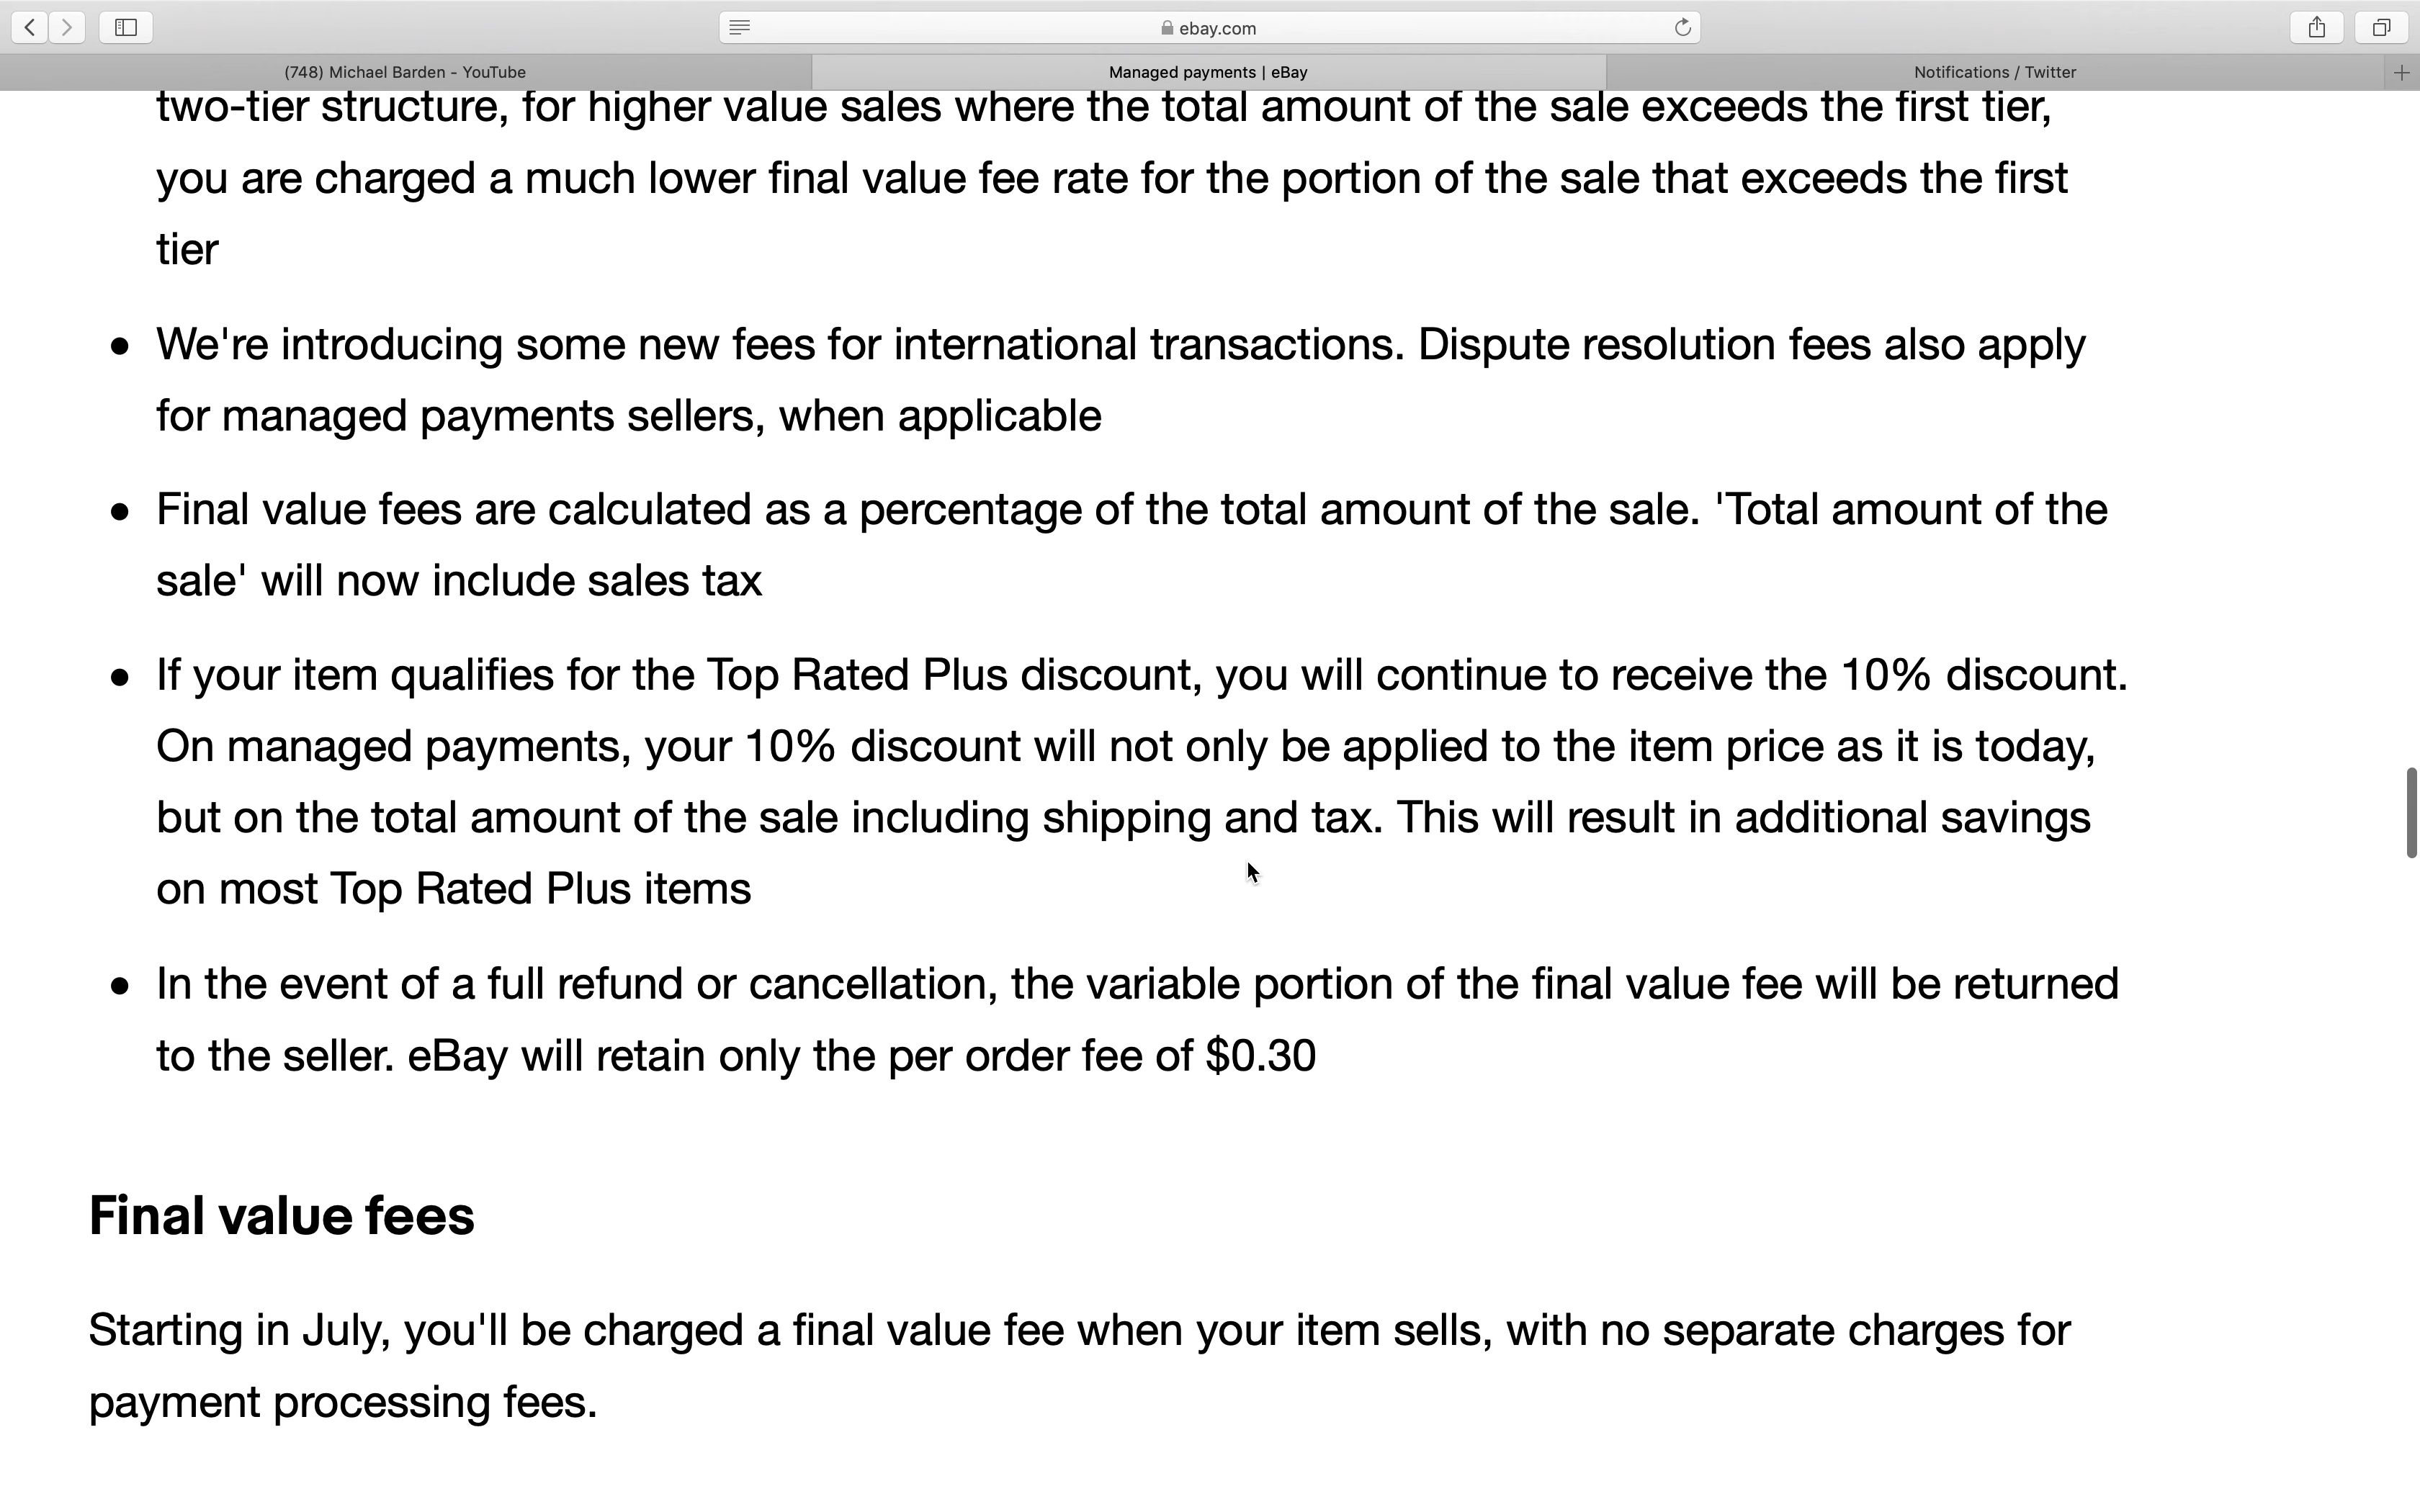 ebay.com
(748) Michael Barden - YouTube
Managed payments | eBay
Notifications / Twitter
two-tier structure, for higher value sales where the total amount of the sale exceeds the first tier,
you are charged a much lower final value fee rate for the portion of the sale that exceeds the first
tier
• We're introducing some new fees for international transactions. Dispute resolution fees also apply
for managed payments sellers, when applicable
• Final value fees are calculated as a percentage of the total amount of the sale. 'Total amount of the
sale' will now include sales tax
• If your item qualifies for the Top Rated Plus discount, you will continue to receive the 10% discount.
On managed payments, your 10% discount will not only be applied to the item price as it is today,
but on the total amount of the sale including shipping and tax. This will result in additional savings
on most Top Rated Plus items
• In the event of a full refund or cancellation, the variable portion of the final value fee will be returned
to the seller. eBay will retain only the per order fee of $0.30
Final value fees
Starting in July, you'll be charged a final value fee when your item sells, with no separate charges for
payment processing fees.